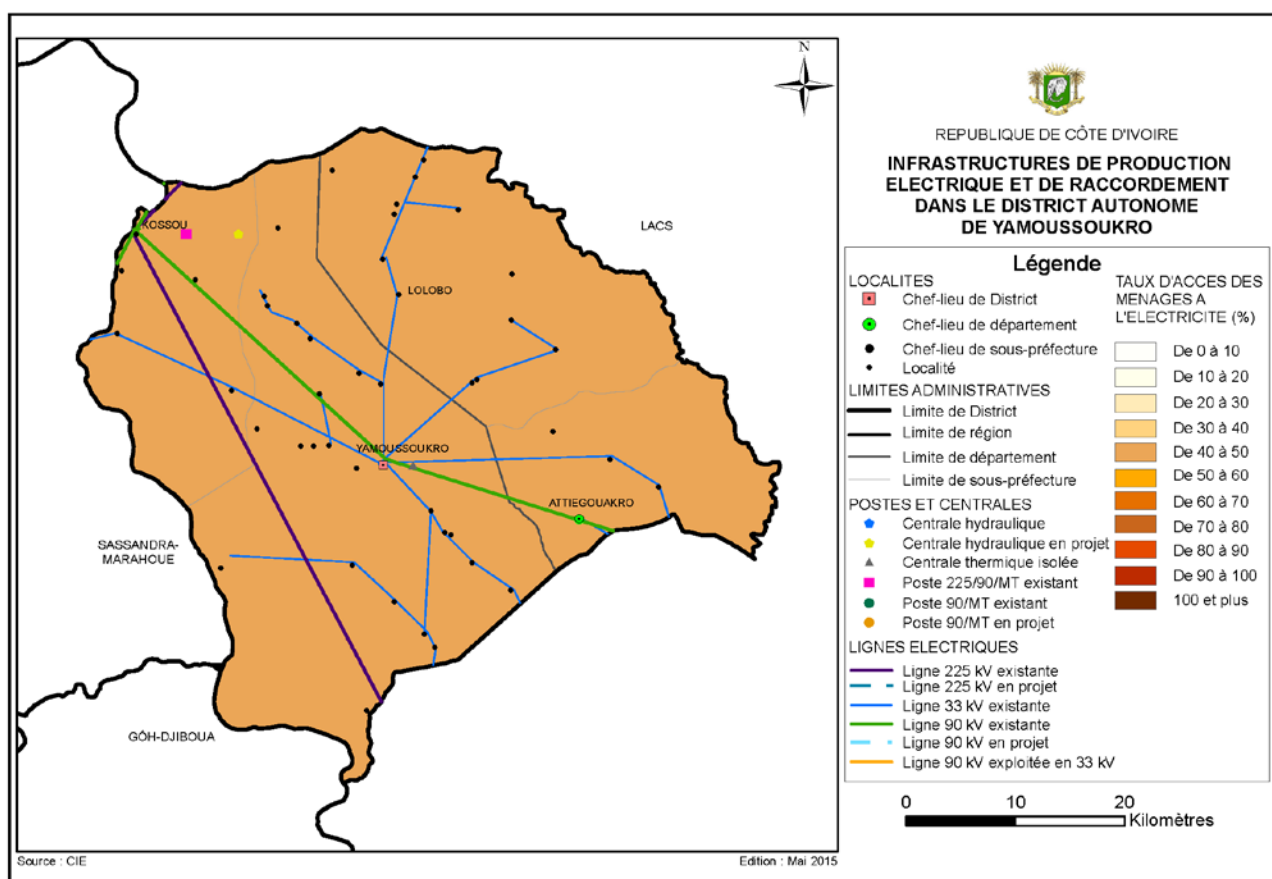 N
KOSSOU
LACS
LOLOBO
YAMOUSSOUKRO
ATTIEGOUAKRO
SASSANDRA-
MARAHOUE
GÔH-DJIBOUA
Source : CIE
Edition : Mai 2015
REPUBLIQUE DE CÔTE D'IVOIRE
INFRASTRUCTURES DE PRODUCTION
ELECTRIQUE ET DE RACCORDEMENT
DANS LE DISTRICT AUTONOME
DE YAMOUSSOUKRO
Légende
LOCALITES
Chef-lieu de District
Chef-lieu de département
Chef-lieu de sous-préfecture
Localité
LIMITES ADMINISTRATIVES
Limite de District
Limite de région
Limite de département
Limite de sous-préfecture
POSTES ET CENTRALES
Centrale hydraulique
Centrale hydraulique en projet
Centrale thermique isolée
Poste 225/90/MT existant
Poste 90/MT existant
Poste 90/MT en projet
LIGNES ELECTRIQUES
Ligne 225 kV existante
Ligne 225 kV en projet
Ligne 33 kV existante
Ligne 90 kV existante
Ligne 90 kV en projet
Ligne 90 kV exploitée en 33 kV
TAUX D'ACCES DES
MENAGES A
L'ELECTRICITE (%)
De 0 à 10
De 10 à 20
De 20 à 30
De 30 à 40
De 40 à 50
De 50 à 60
De 60 à 70
De 70 à 80
De 80 à 90
De 90 à 100
100 et plus
0 10 20
Kilomètres